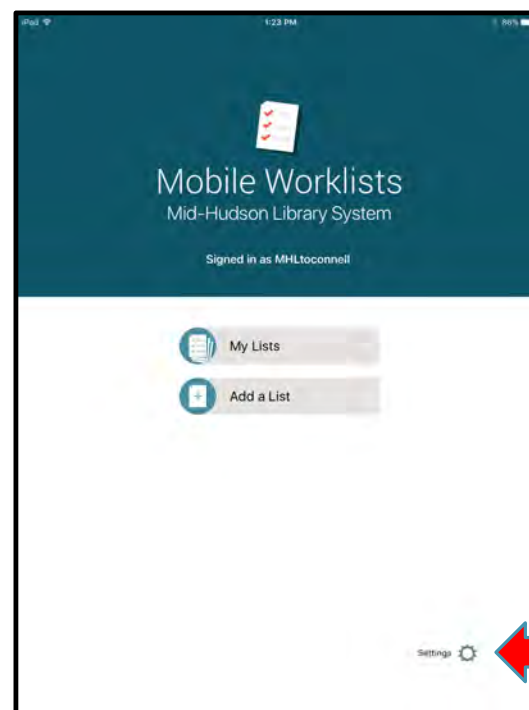 iPad
1:23 PM
86%
Mobile Worklists
Mid-Hudson Library System
Signed in as MHLtoconnell
My Lists
Add a List
Settings